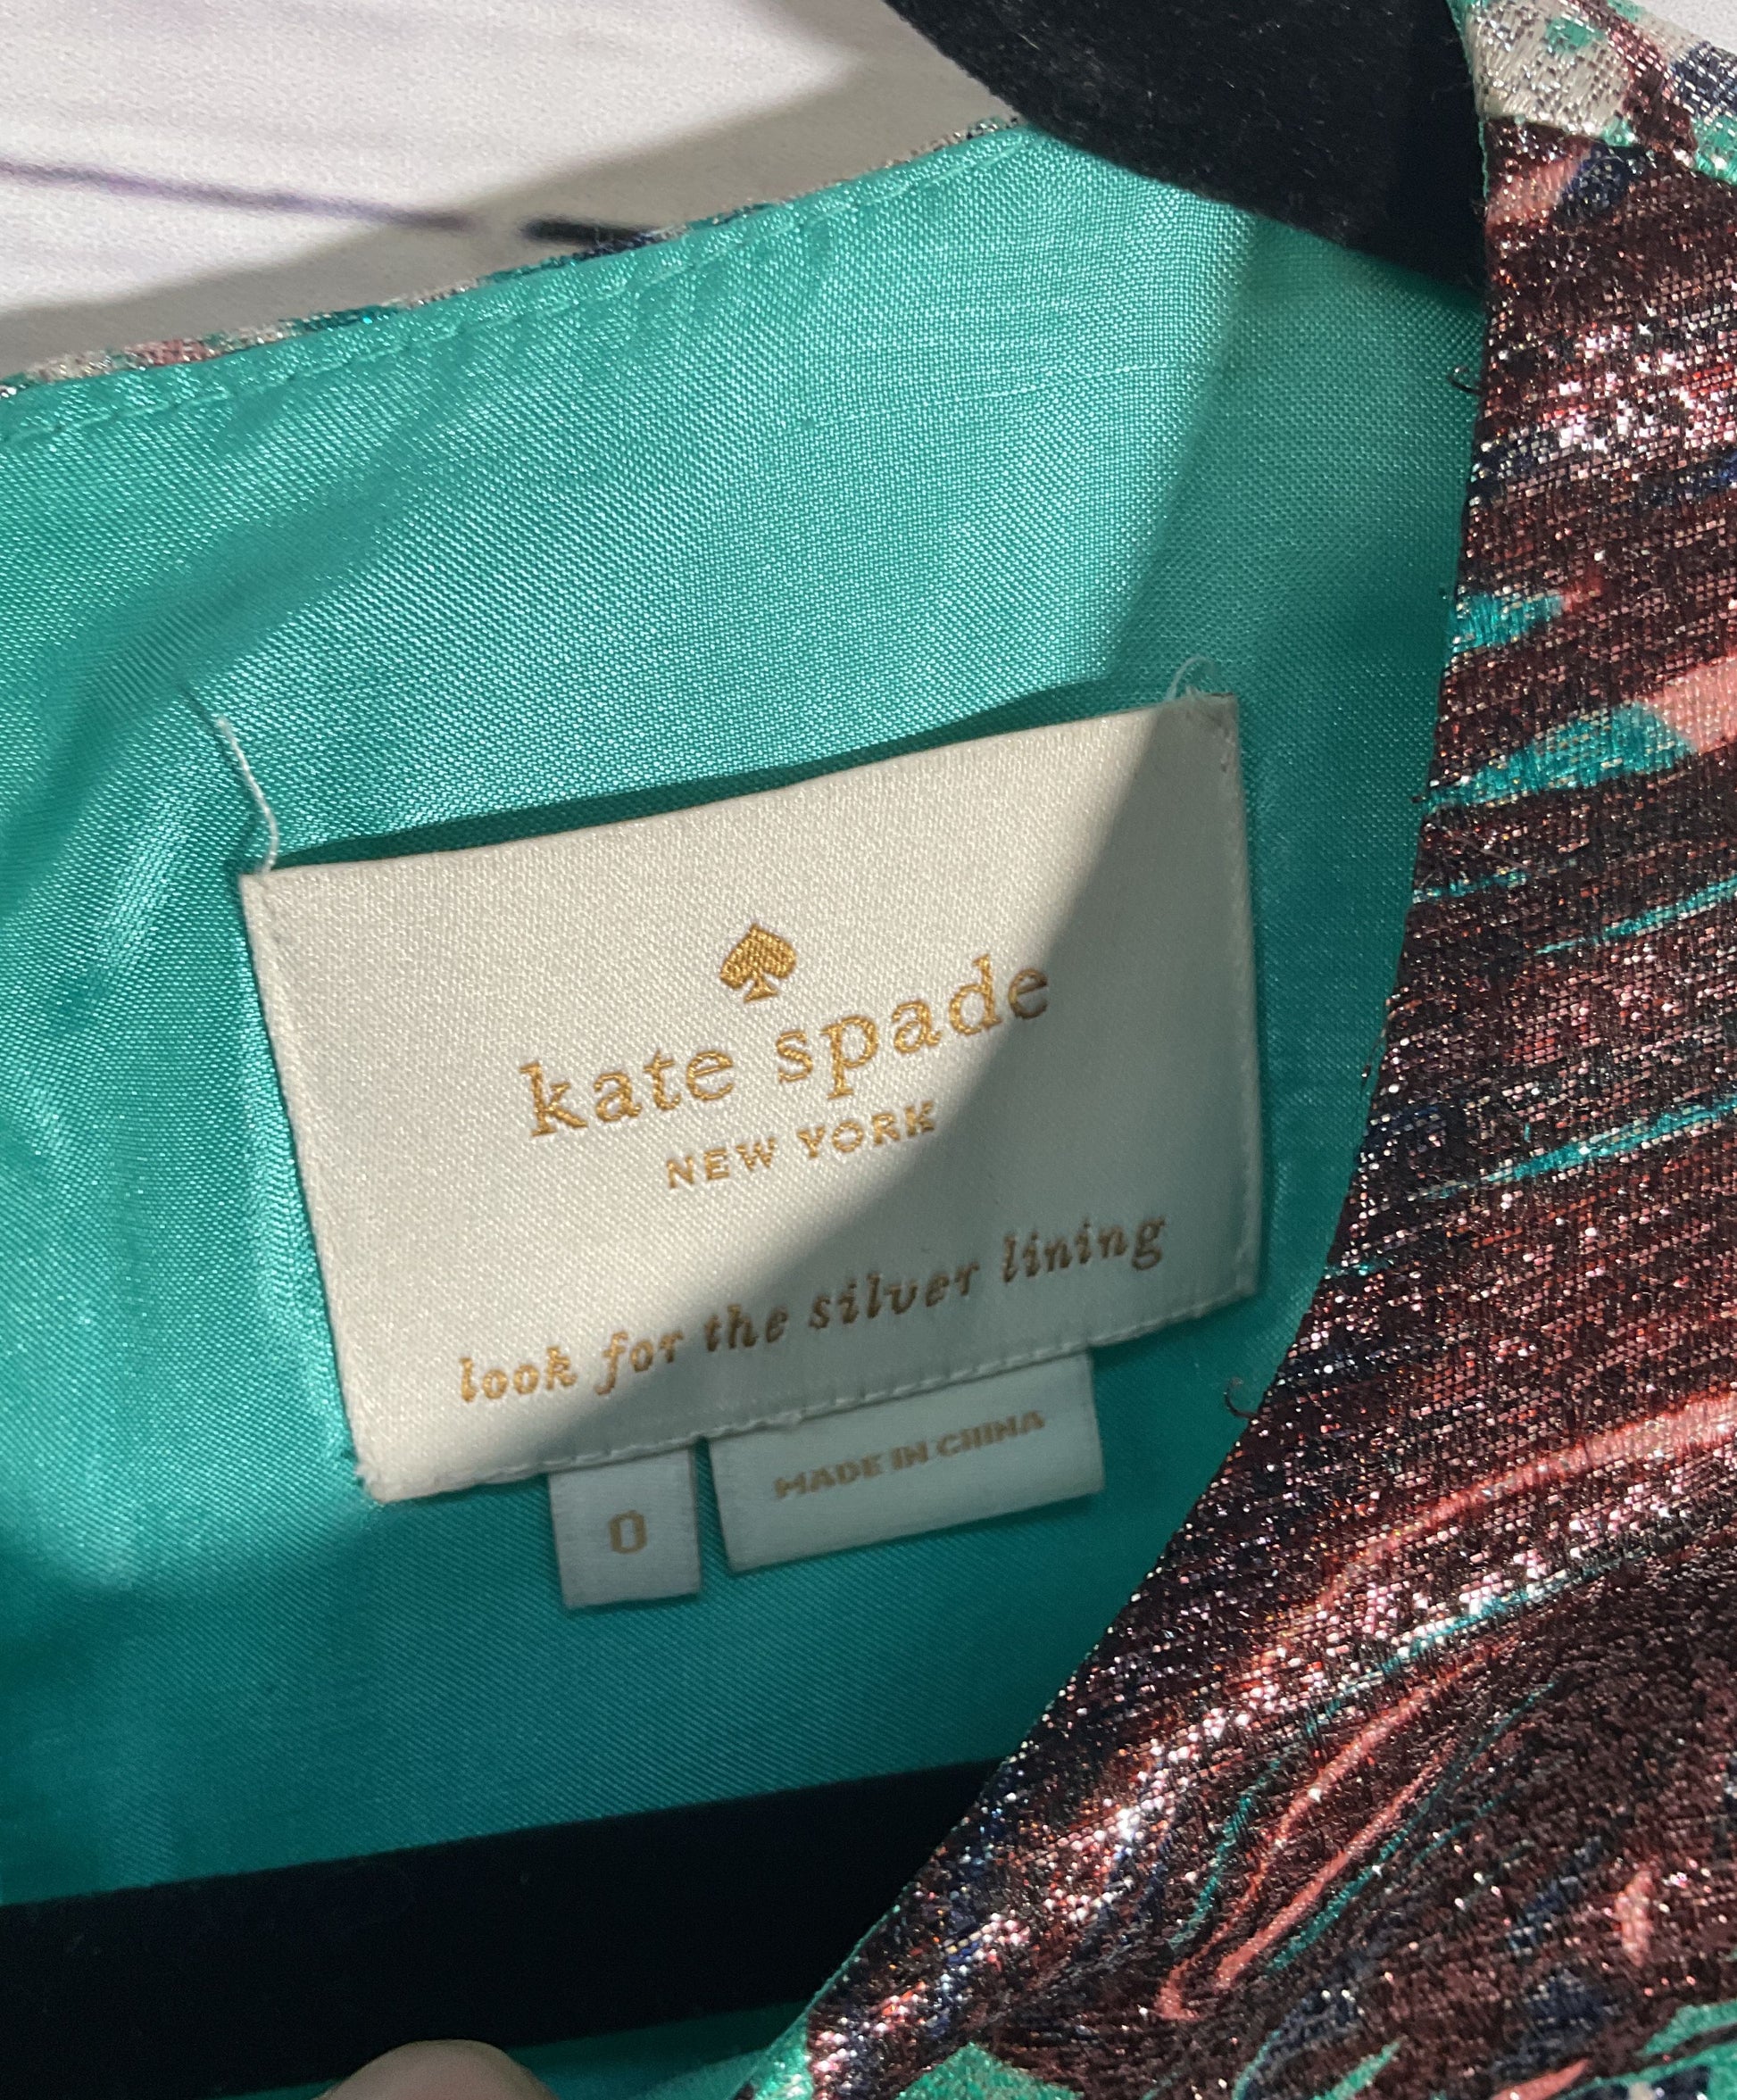 kate spade
NEW YORK
look for the silver lining
0
MADE IN CHINA